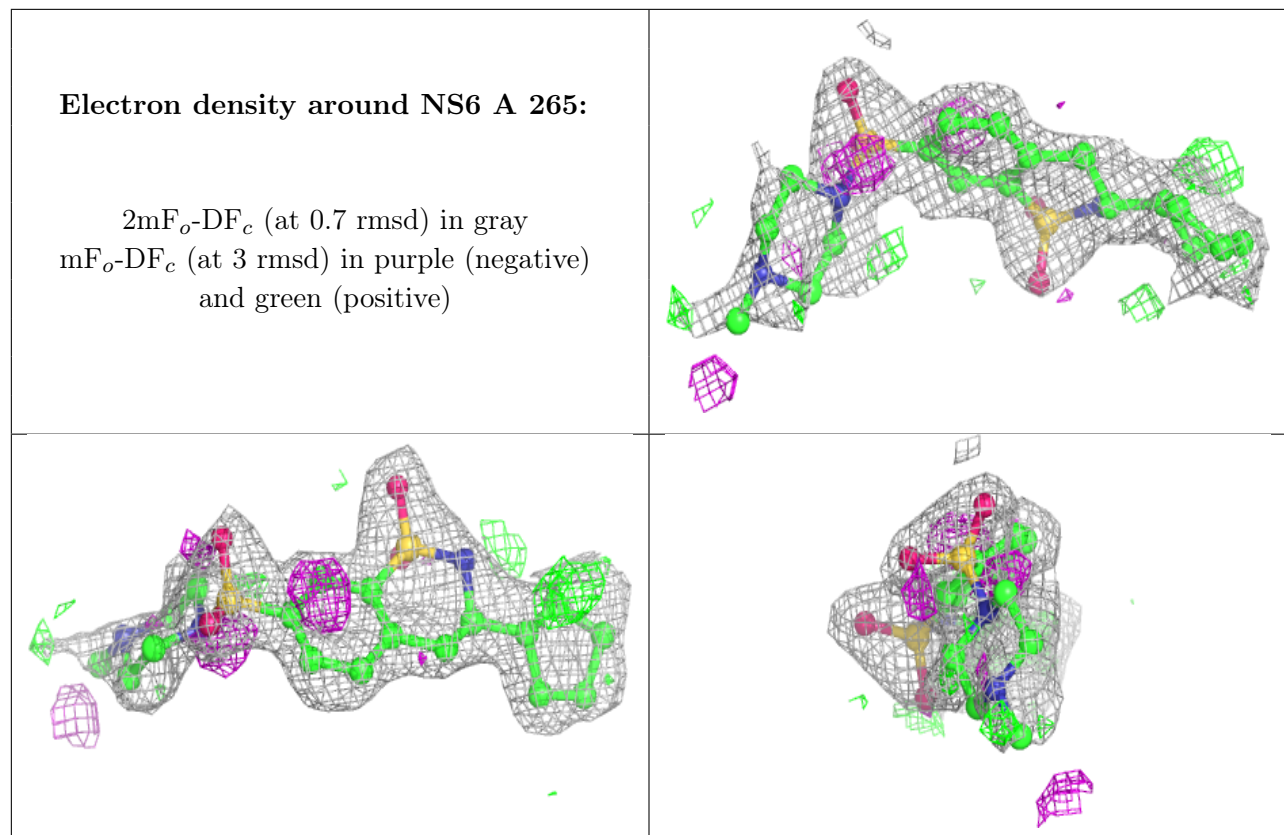 Electron density around NS6 A 265:
2mFo-DFc (at 0.7 rmsd) in gray
mFo-DFc (at 3 rmsd) in purple (negative)
and green (positive)